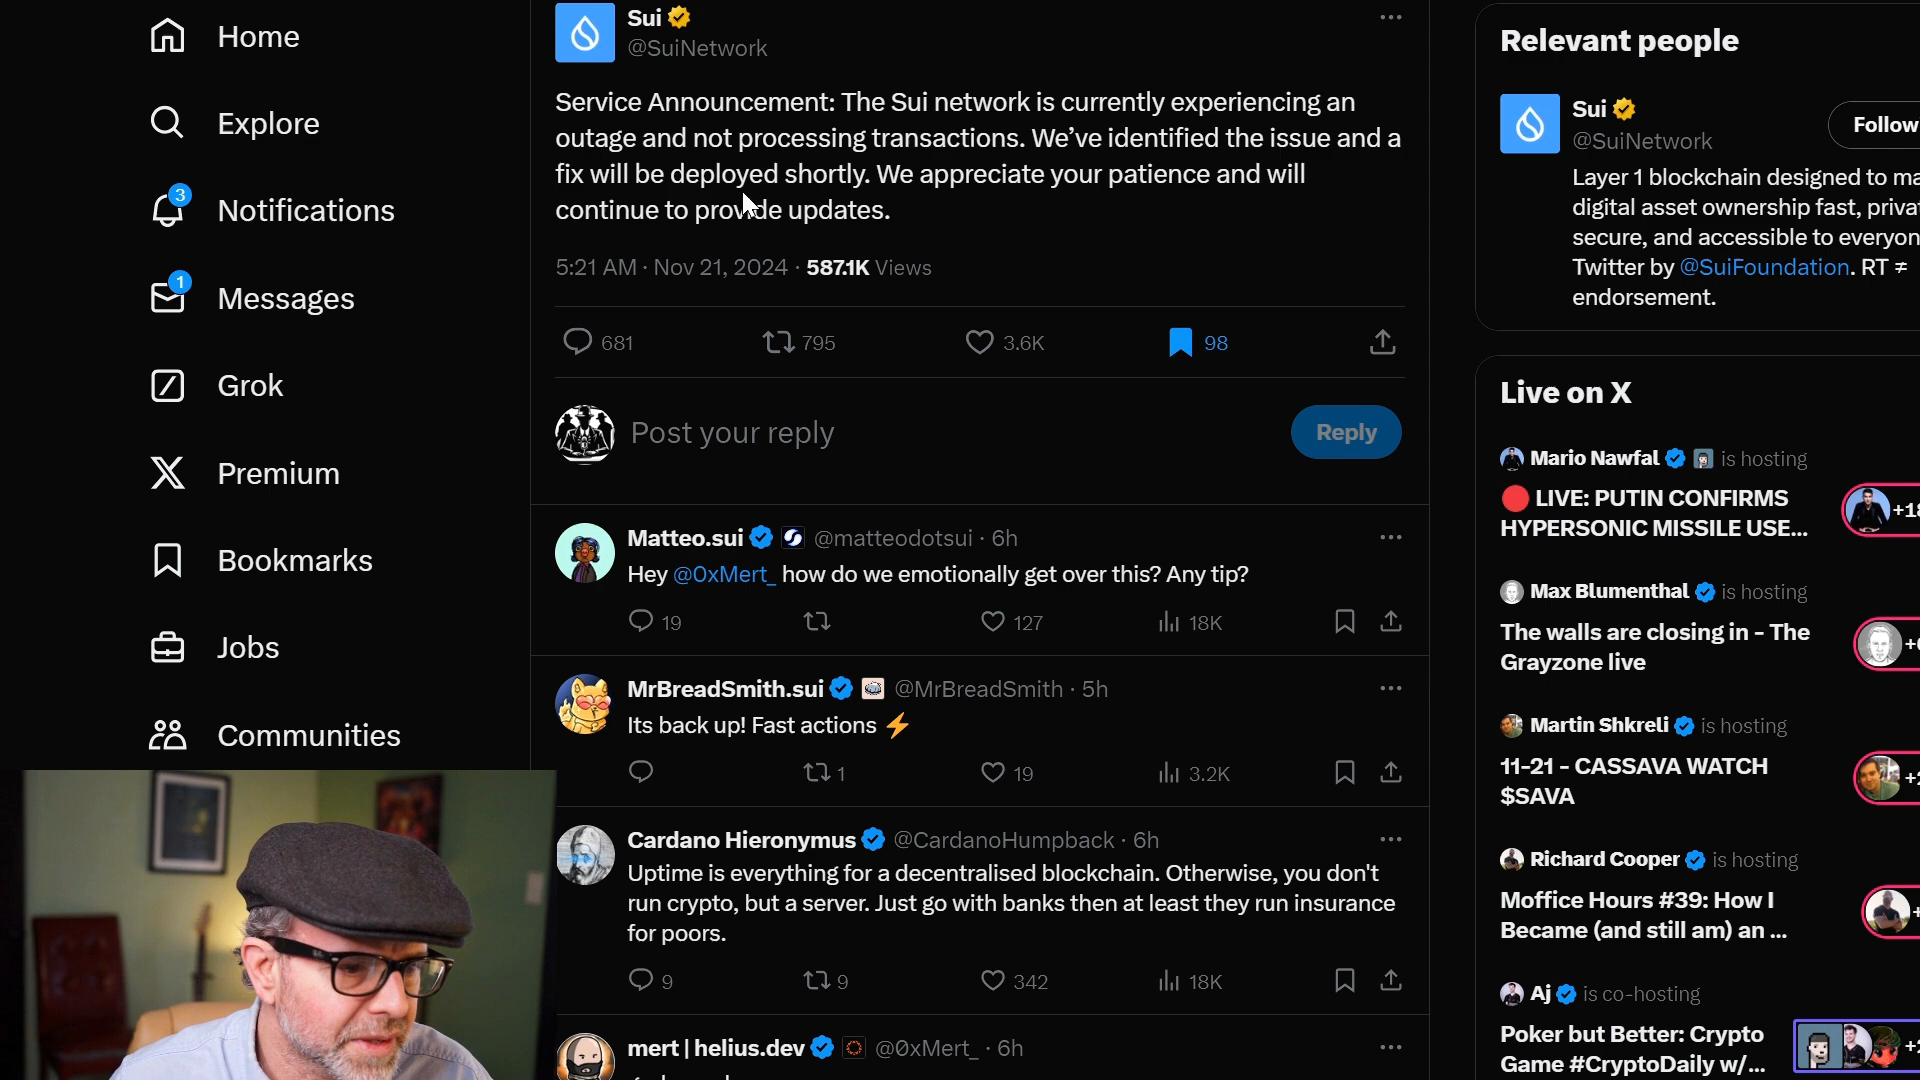 Home
Explore
3
Notifications
1
Messages
Grok
Premium
Bookmarks
Jobs
Communities
Sui
@SuiNetwork
Service Announcement: The Sui network is currently experiencing an
outage and not processing transactions. We’ve identified the issue and a
fix will be deployed shortly. We appreciate your patience and will
continue to provide updates.
5:21 AM · Nov 21, 2024 · 587.1K Views
681 795 3.6K 98
Post your reply
Reply
Matteo.sui @matteodotsui · 6h
Hey @0xMert_ how do we emotionally get over this? Any tip?
19 127 18K
MrBreadSmith.sui @MrBreadSmith · 5h
Its back up! Fast actions ⚡
1 19 3.2K
Cardano Hieronymus @CardanoHumpback · 6h
Uptime is everything for a decentralised blockchain. Otherwise, you don't
run crypto, but a server. Just go with banks then at least they run insurance
for poors.
9 9 342 18K
mert | helius.dev @0xMert_ · 6h
Relevant people
Sui
@SuiNetwork
Follow
Layer 1 blockchain designed to ma
digital asset ownership fast, priva
secure, and accessible to everyon
Twitter by @SuiFoundation. RT ≠
endorsement.
Live on X
Mario Nawfal is hosting
🔴 LIVE: PUTIN CONFIRMS
HYPERSONIC MISSILE USE...
+18
Max Blumenthal is hosting
The walls are closing in – The
Grayzone live
Martin Shkreli is hosting
11-21 - CASSAVA WATCH
$SAVA
Richard Cooper is hosting
Moffice Hours #39: How I
Became (and still am) an ...
Aj is co-hosting
Poker but Better: Crypto
Game #CryptoDaily w/...